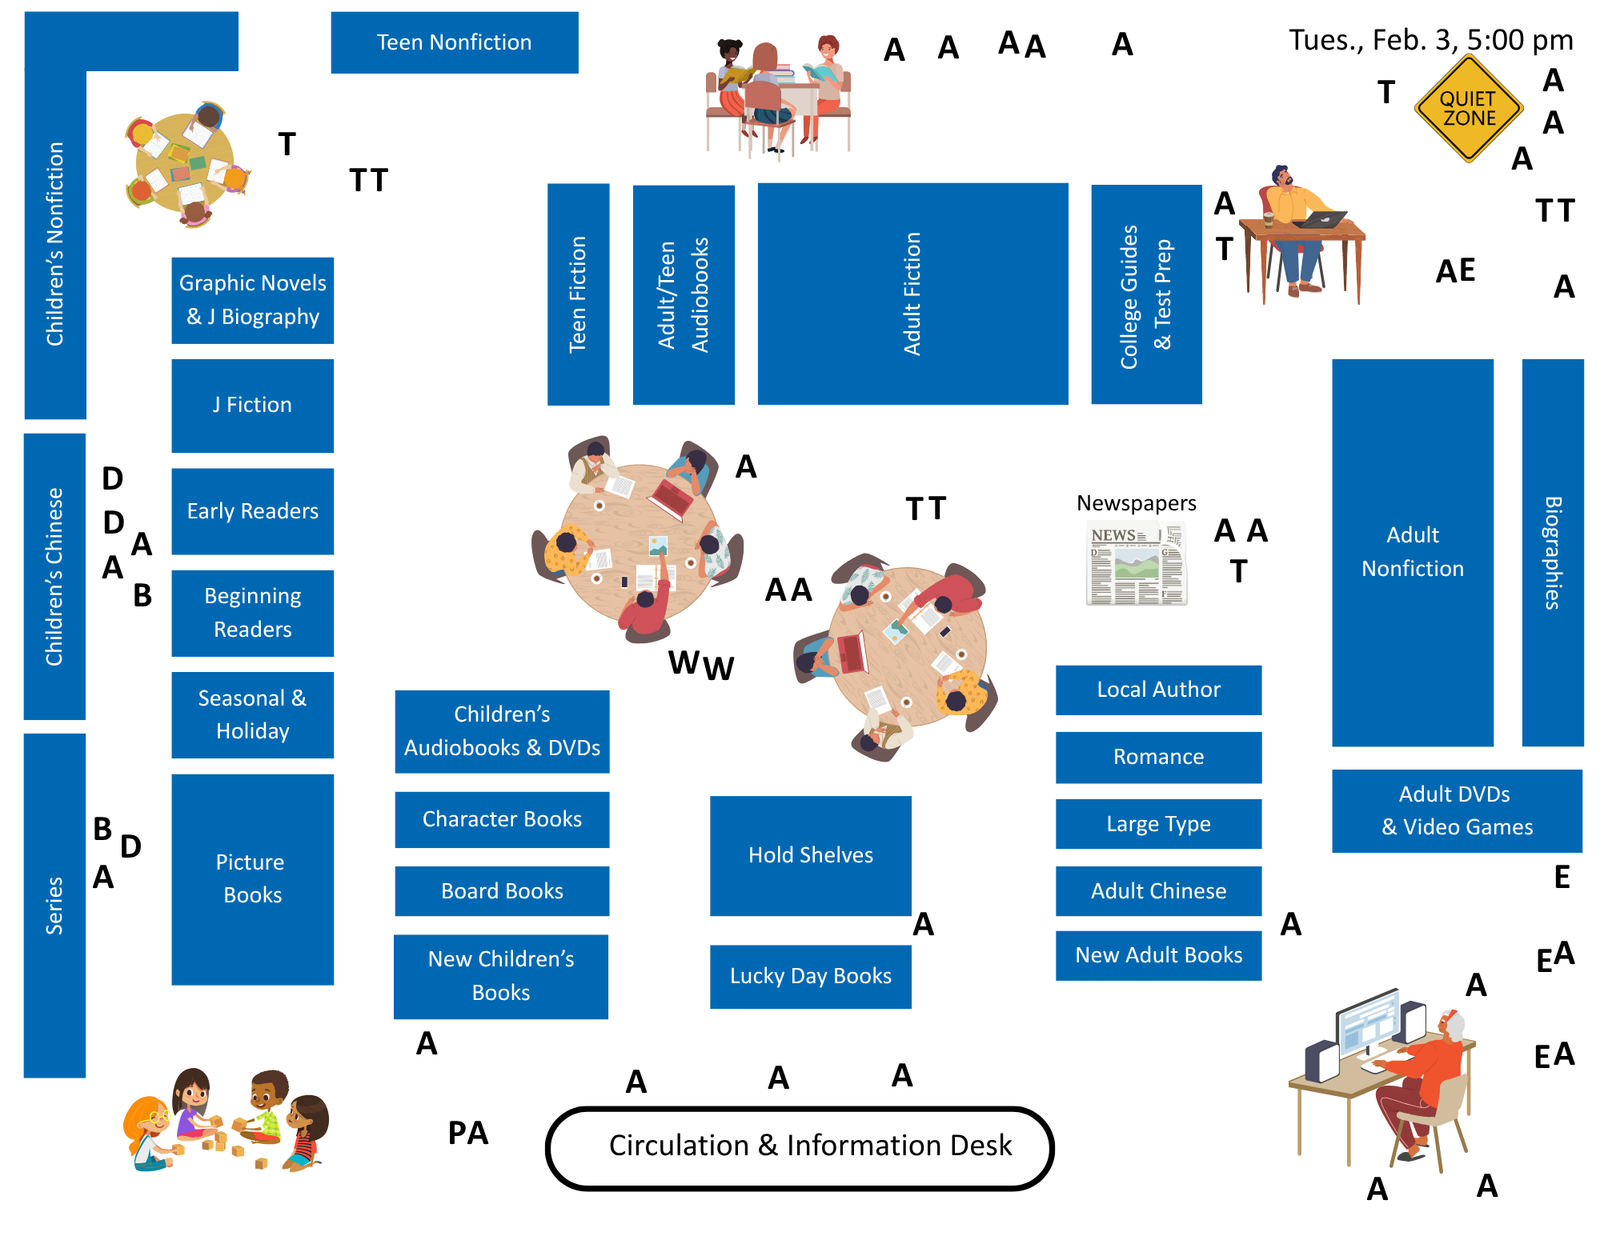 Tues., Feb. 3, 5:00 pm
Teen Nonfiction
A A AA A
T
QUIET
ZONE
A
A
A
Children's Nonfiction
T
TT
Teen Fiction
Adult/Teen
Audiobooks
Adult Fiction
College Guides
& Test Prep
A
T
TT
AE
A
Graphic Novels
& J Biography
J Fiction
Early Readers
Beginning
Readers
Seasonal &
Holiday
Picture
Books
Children's Chinese
D
D
A
A
B
Series
B
D
A
A
TT
AA
WW
Newspapers
NEWS
A A
T
Adult
Nonfiction
Biographies
Children's
Audiobooks & DVDs
Character Books
Board Books
New Children's
Books
A
Hold Shelves
A
Lucky Day Books
Local Author
Romance
Large Type
Adult Chinese
New Adult Books
A
Adult DVDs
& Video Games
E
EA
A
EA
A
A
A
A
A
PA
Circulation & Information Desk